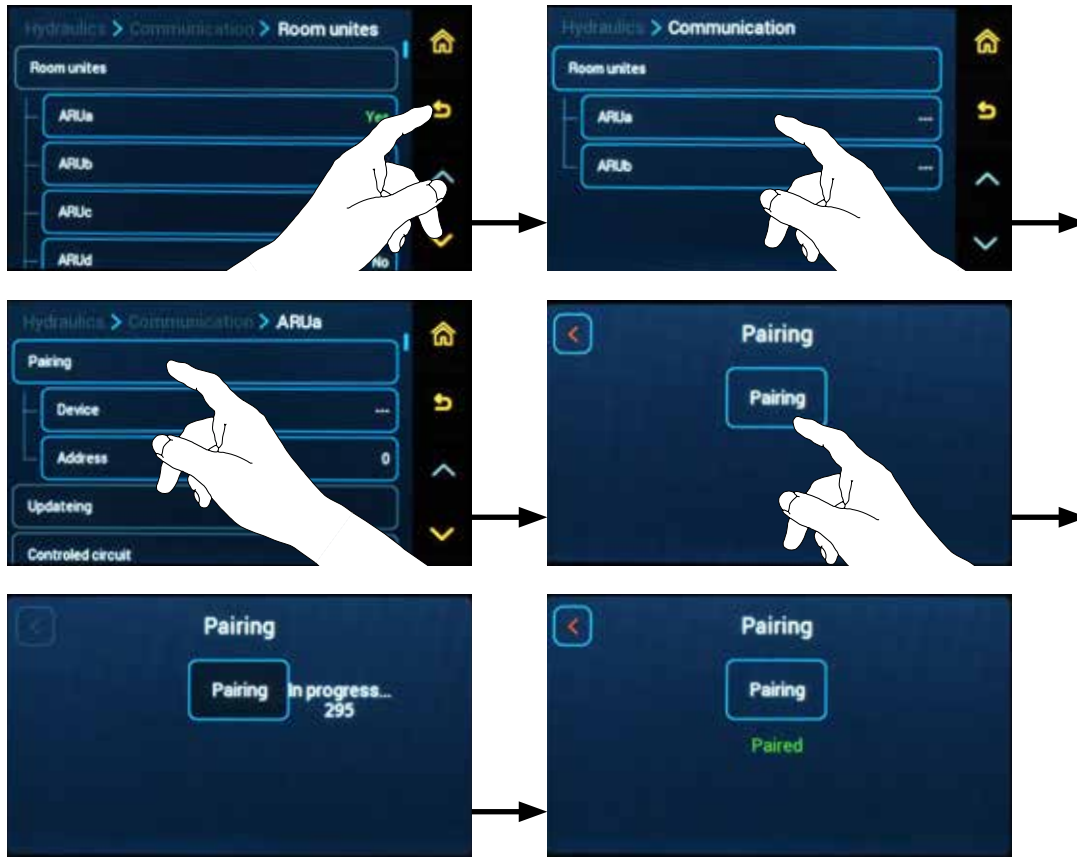 Hydraulics > Communication > Room unites
Room unites
ARUa Yes
ARUb
ARUc
ARUd No
Hydraulics > Communication
Room unites
ARUa ---
ARUb ---
Hydraulics > Communication > ARUa
Pairing
Device ---
Address 0
Updateing
Controled circuit
Pairing
Pairing
Pairing
Pairing In progress...
295
Pairing
Pairing
Paired